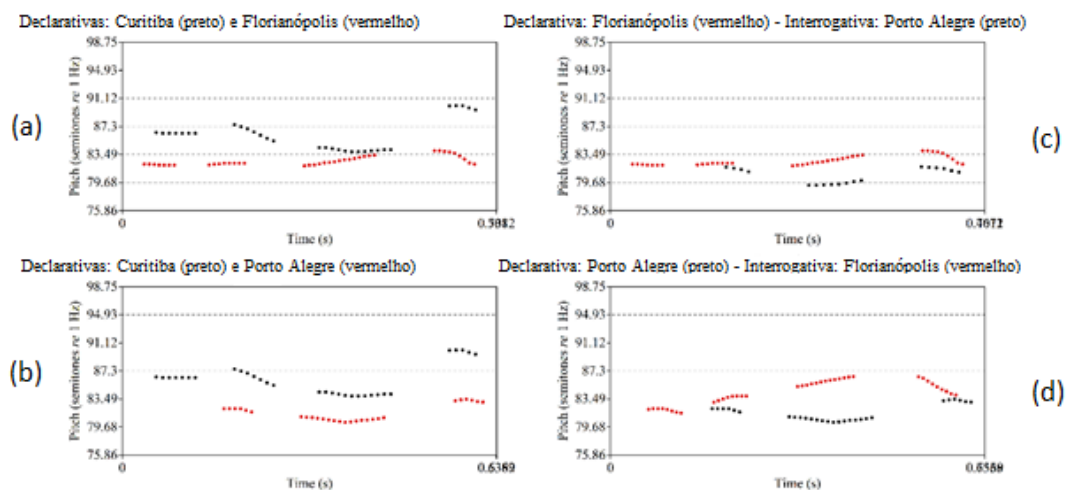 Declarativas: Curitiba (preto) e Florianópolis (vermelho)
(a)
Pitch (semitones re 1 Hz)
98.75
94.93
91.12
87.3
83.49
79.68
75.86
0
Time (s)
Declarativa: Florianópolis (vermelho) - Interrogativa: Porto Alegre (preto)
(c)
Pitch (semitones re 1 Hz)
98.75
94.93
91.12
87.3
83.49
79.68
75.86
0
Time (s)
Declarativas: Curitiba (preto) e Porto Alegre (vermelho)
(b)
Pitch (semitones re 1 Hz)
98.75
94.93
91.12
87.3
83.49
79.68
75.86
0
Time (s)
Declarativa: Porto Alegre (preto) - Interrogativa: Florianópolis (vermelho)
(d)
Pitch (semitones re 1 Hz)
98.75
94.93
91.12
87.3
83.49
79.68
75.86
0
Time (s)